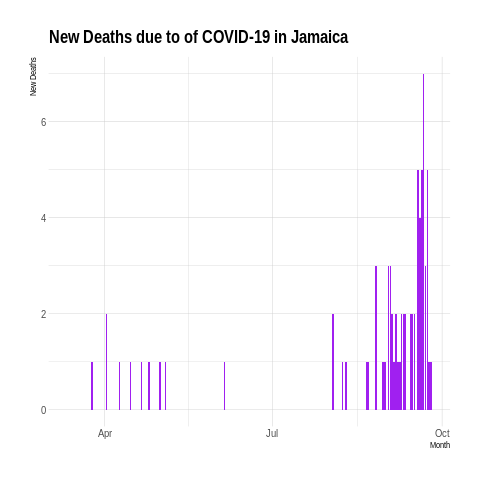 New Deaths due to of COVID-19 in Jamaica
New Deaths
6
4
2
0
Apr
Jul
Oct
Month